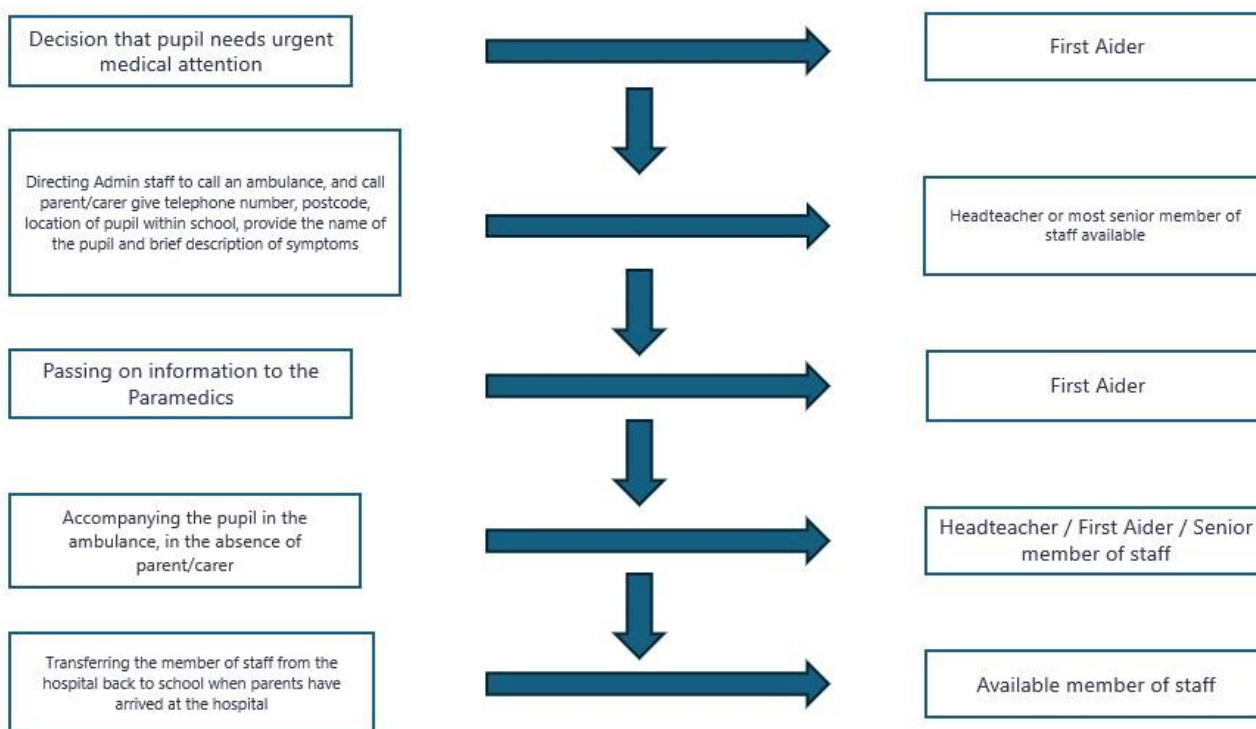 Decision that pupil needs urgent
medical attention
First Aider
Directing Admin staff to call an ambulance, and call
parent/carer give telephone number, postcode,
location of pupil within school, provide the name of
the pupil and brief description of symptoms
Headteacher or most senior member of
staff available
Passing on information to the
Paramedics
First Aider
Accompanying the pupil in the
ambulance, in the absence of
parent/carer
Headteacher / First Aider / Senior
member of staff
Transferring the member of staff from the
hospital back to school when parents have
arrived at the hospital
Available member of staff